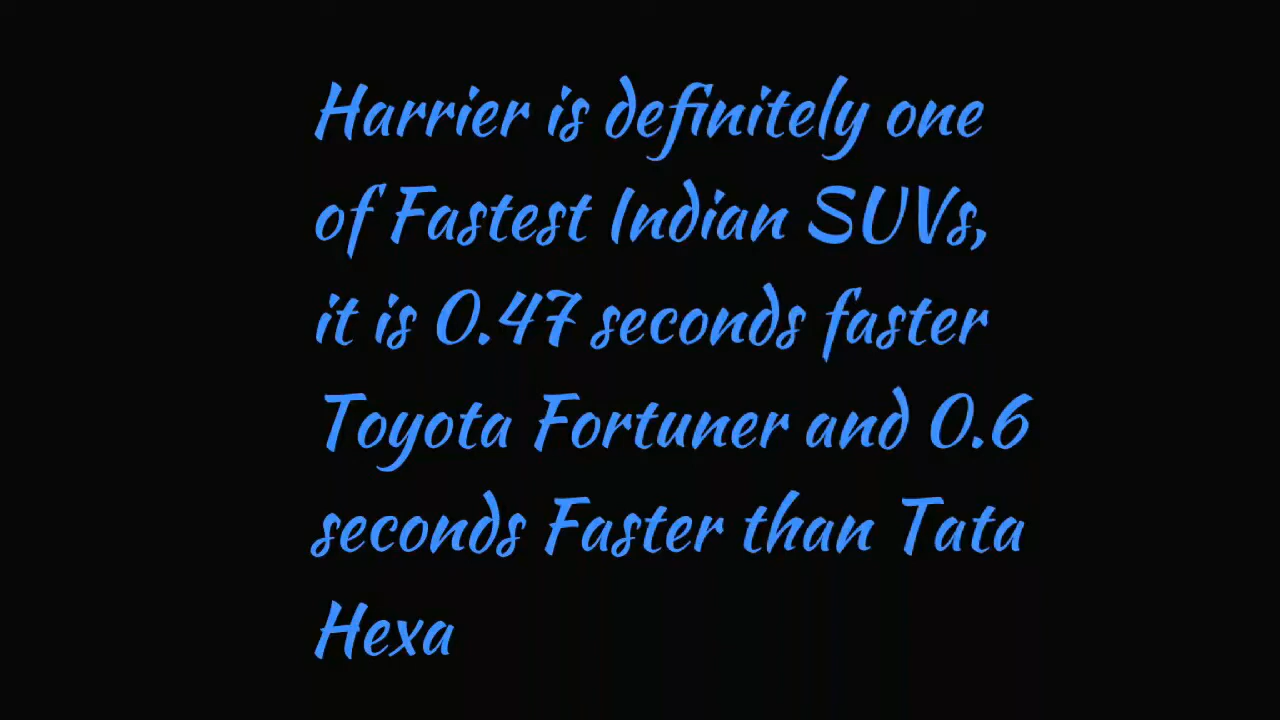 Harrier is definitely one
of Fastest Indian SUVs,
it is 0.47 seconds faster
Toyota Fortuner and 0.6
seconds Faster than Tata
Hexa